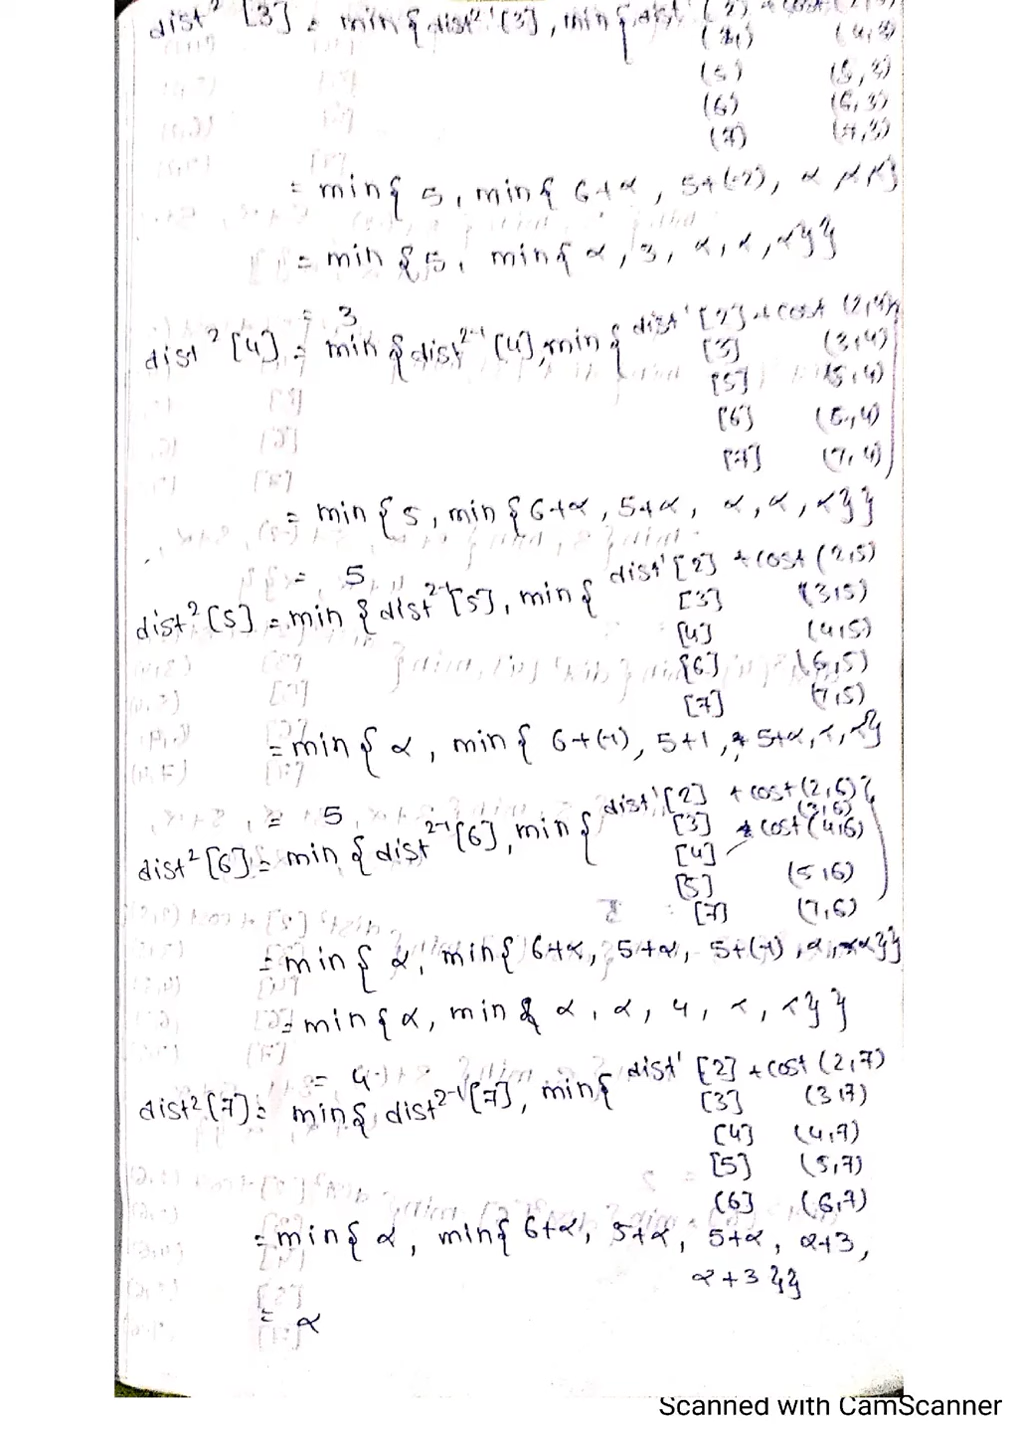 dist² [3] = min { dist²⁻¹ [3], min { dist¹ (2) + cost (2,3)
(4,3)
(5) (5,3)
(6) (6,3)
(7) (7,3)
= min { 5, min { 6+α, 5+(-2), α
= min { 5, min { α, 3, α, α, α } }
= 3
dist² [4] = min { dist²⁻¹ [4], min { dist¹ [2] + cost (2,4)
[3] (3,4)
[5] (5,4)
[6] (6,4)
[7] (7,4)
= min { 5, min { 6+α, 5+α, α, α, α } }
= 5
dist² [5] = min { dist²⁻¹ [5], min { dist¹ [2] + cost (2,5)
[3] (3,5)
[4] (4,5)
[6] (6,5)
[7] (7,5)
= min { α, min { 6+(-1), 5+1, 5+α, α, α }
= 5
dist² [6] = min { dist²⁻¹ [6], min { dist¹ [2] + cost (2,6) }
[3] (3,6)
[4] + cost (4,6)
[5] (5,6)
[7] (7,6)
= min { α, min { 6+α, 5+α, 5+(-1), α, α } }
= min { α, min { α, α, 4, α, α } }
= 4
dist² [7] = min { dist²⁻¹ [7], min { dist¹ [2] + cost (2,7)
[3] (3,7)
[4] (4,7)
[5] (5,7)
(6) (6,7)
= min { α, min { 6+α, 5+α, 5+α, α+3,
α+3 } }
= α
Scanned with CamScanner